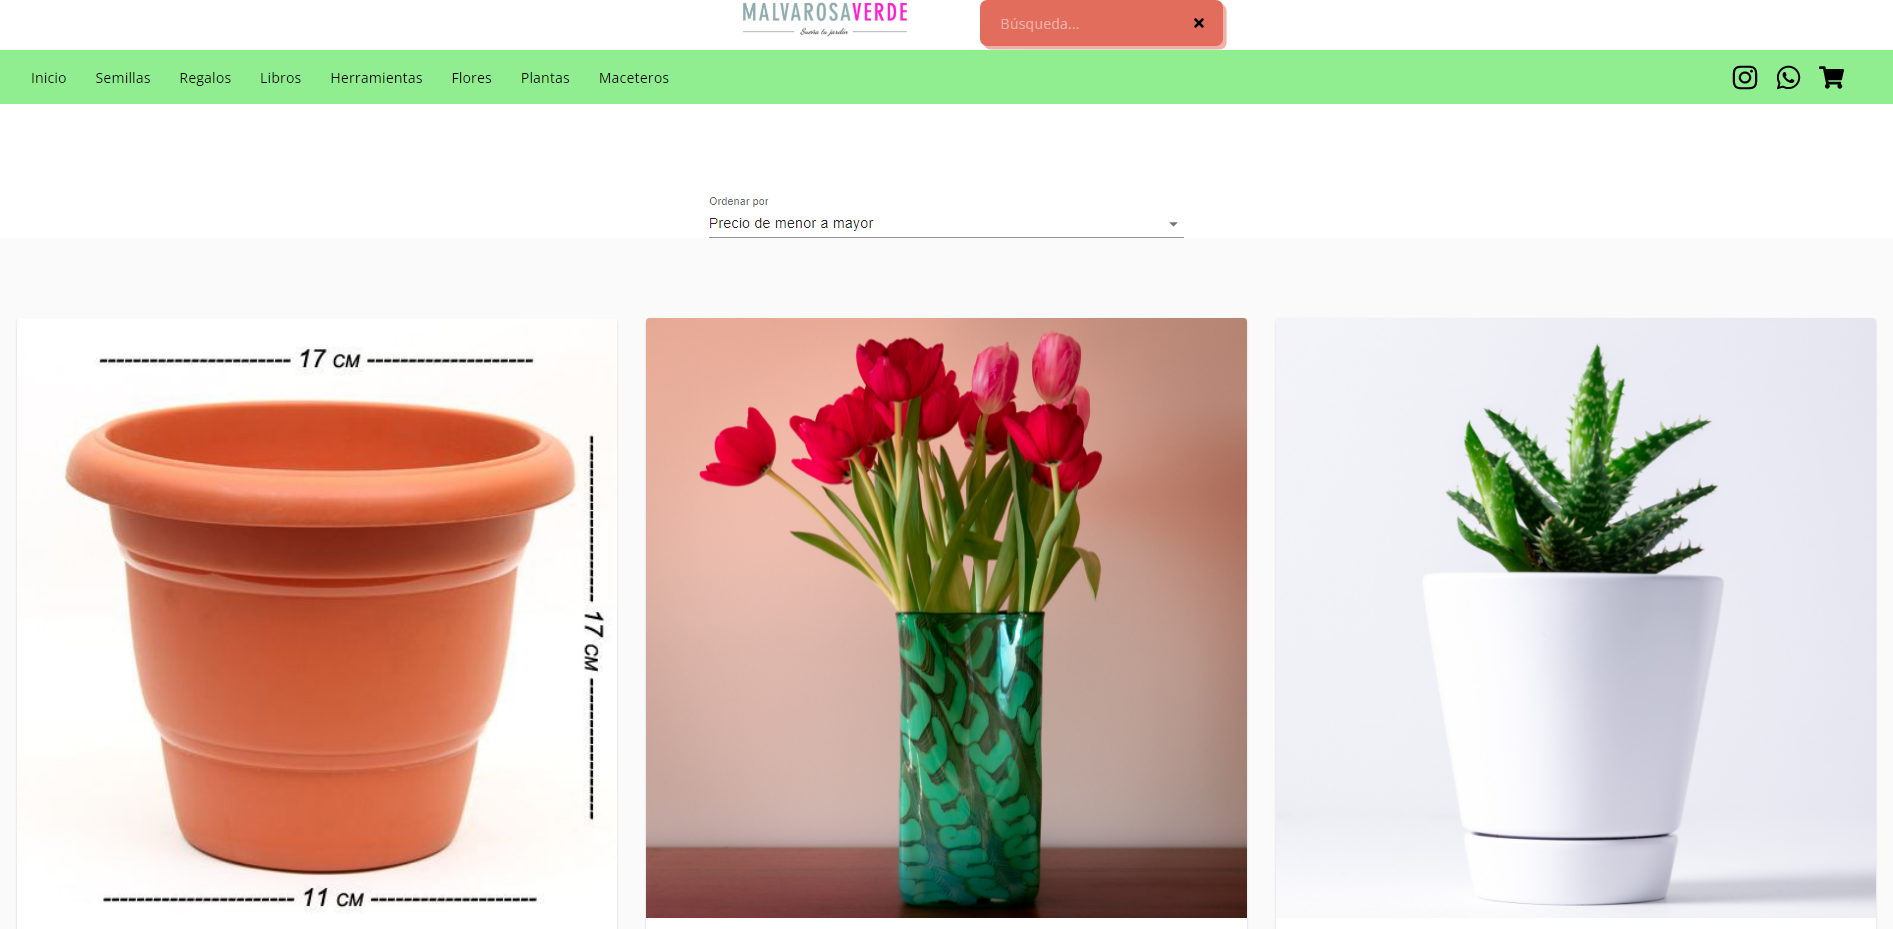 MALVAROSAVERDE
Sueña tu jardín
Búsqueda...
Inicio Semillas Regalos Libros Herramientas Flores Plantas Maceteros
Ordenar por
Precio de menor a mayor
17 CM
17 CM
11 CM